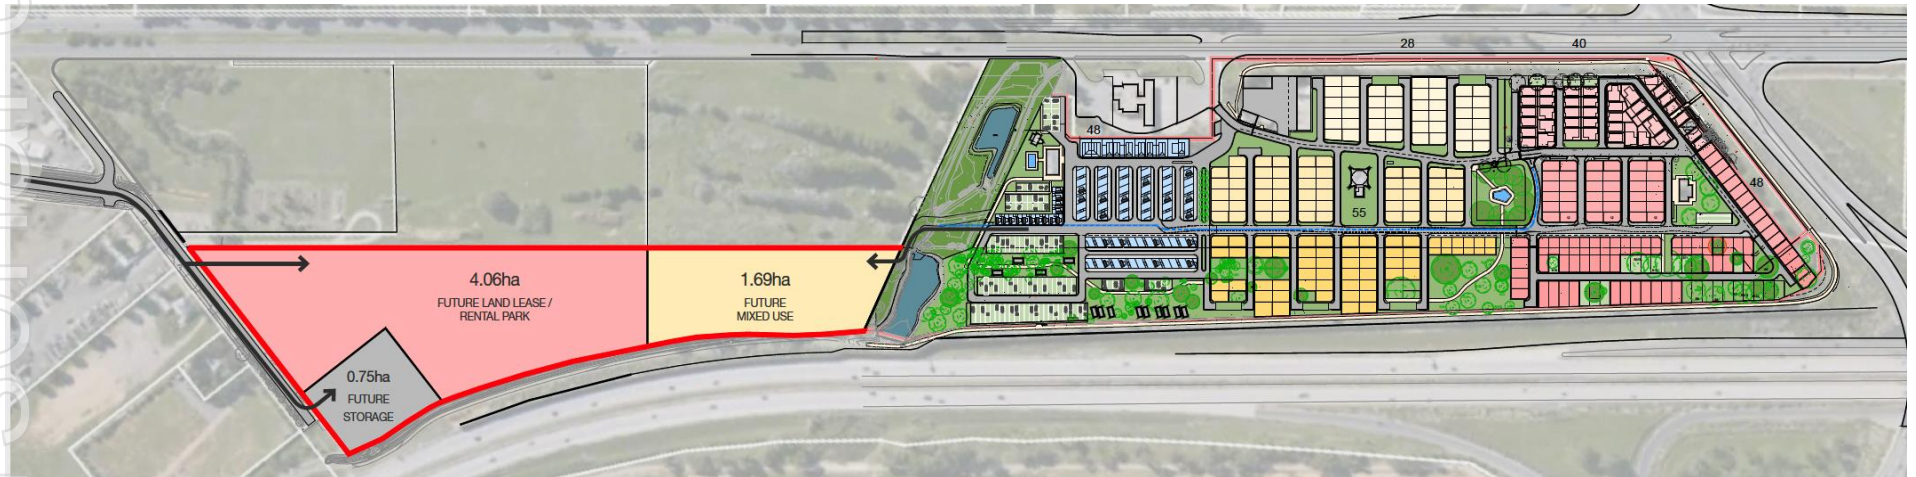 28
40
48
48
55
4.06ha
FUTURE LAND LEASE /
RENTAL PARK
1.69ha
FUTURE
MIXED USE
0.75ha
FUTURE
STORAGE